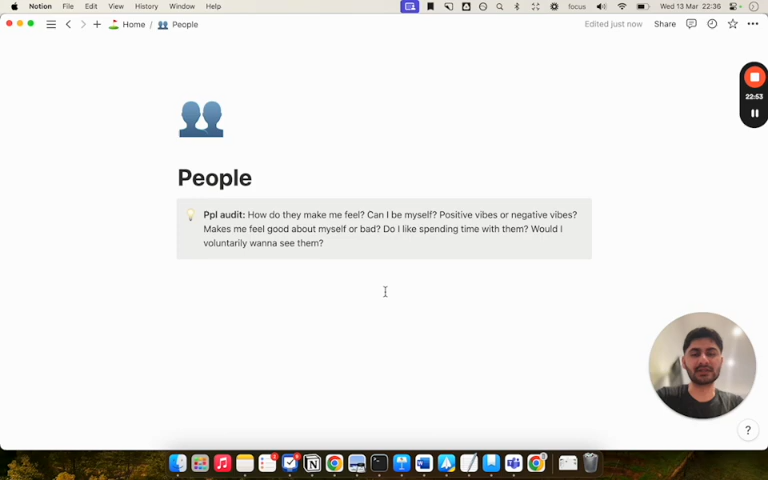 Notion File Edit View History Window Help focus Wed 13 Mar 22:36
Home / People Edited just now Share
22:53
People
Ppl audit: How do they make me feel? Can I be myself? Positive vibes or negative vibes?
Makes me feel good about myself or bad? Do I like spending time with them? Would I
voluntarily wanna see them?
?